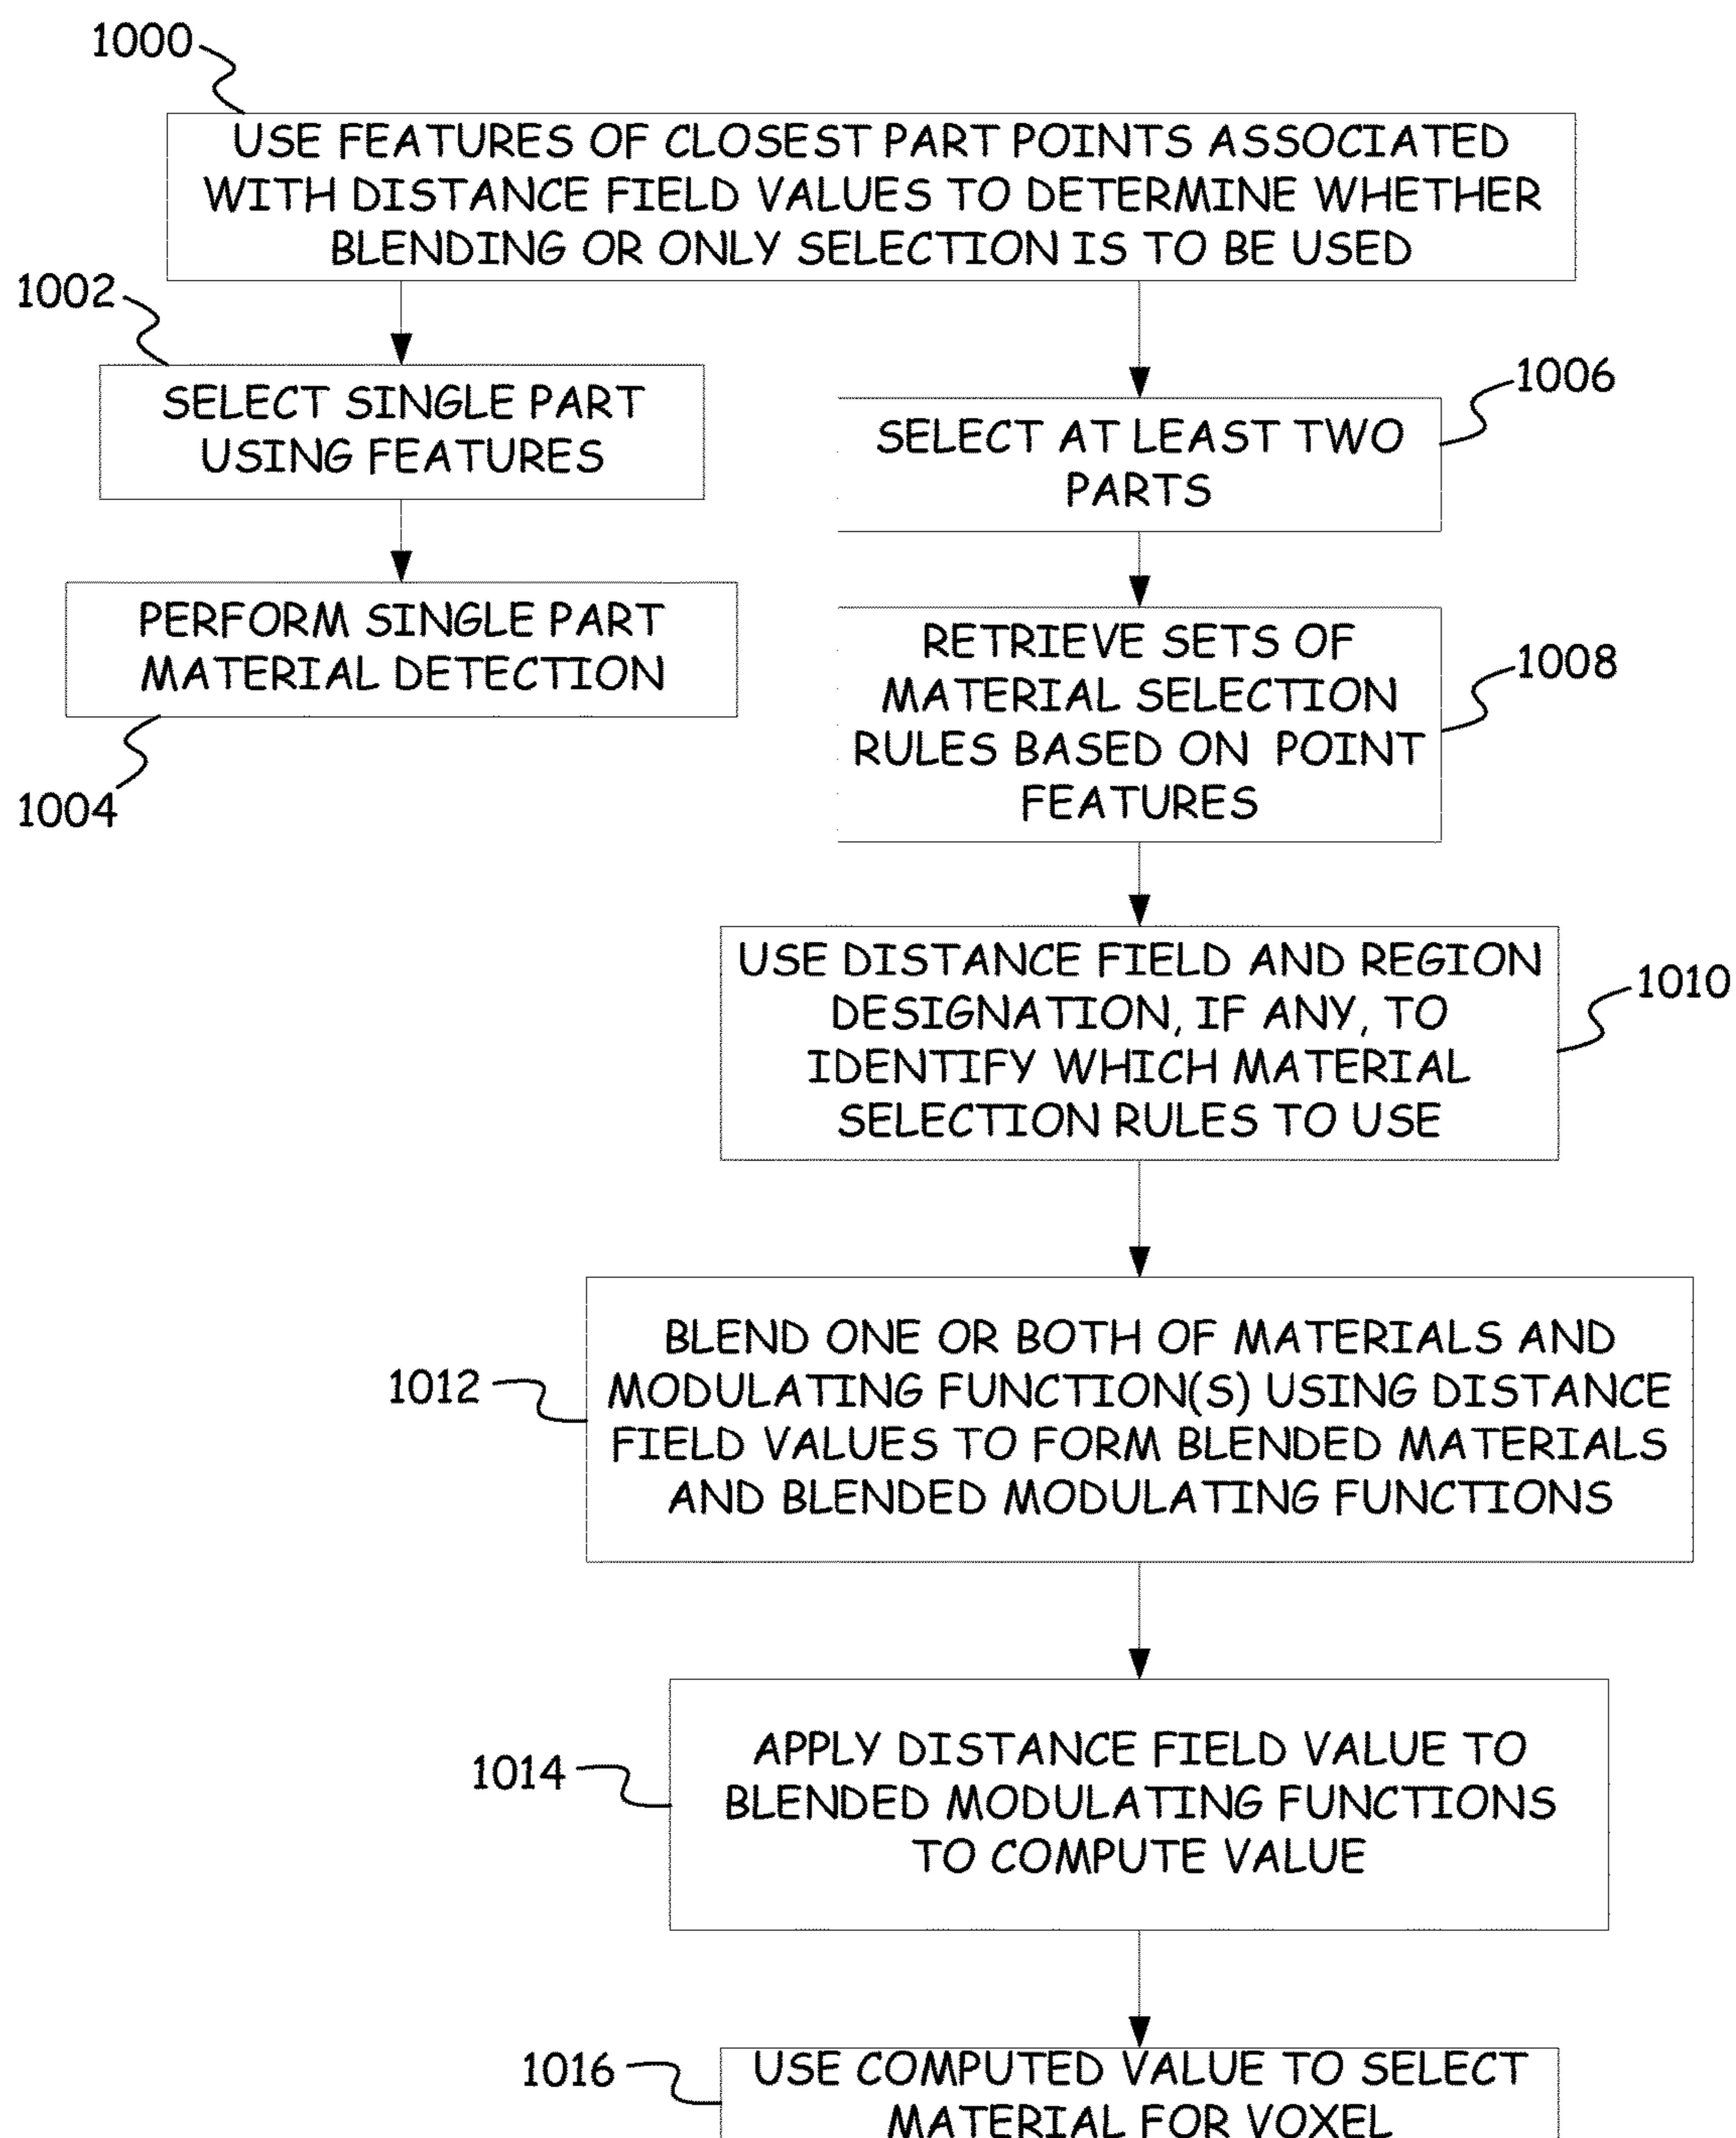 1000
USE FEATURES OF CLOSEST PART POINTS ASSOCIATED
WITH DISTANCE FIELD VALUES TO DETERMINE WHETHER
BLENDING OR ONLY SELECTION IS TO BE USED
1002
SELECT SINGLE PART
USING FEATURES
PERFORM SINGLE PART
MATERIAL DETECTION
1004
1006
SELECT AT LEAST TWO
PARTS
RETRIEVE SETS OF
MATERIAL SELECTION
RULES BASED ON POINT
FEATURES
1008
USE DISTANCE FIELD AND REGION
DESIGNATION, IF ANY, TO
IDENTIFY WHICH MATERIAL
SELECTION RULES TO USE
1010
BLEND ONE OR BOTH OF MATERIALS AND
MODULATING FUNCTION(S) USING DISTANCE
FIELD VALUES TO FORM BLENDED MATERIALS
AND BLENDED MODULATING FUNCTIONS
1012
APPLY DISTANCE FIELD VALUE TO
BLENDED MODULATING FUNCTIONS
TO COMPUTE VALUE
1014
1016
USE COMPUTED VALUE TO SELECT
MATERIAL FOR VOXEL